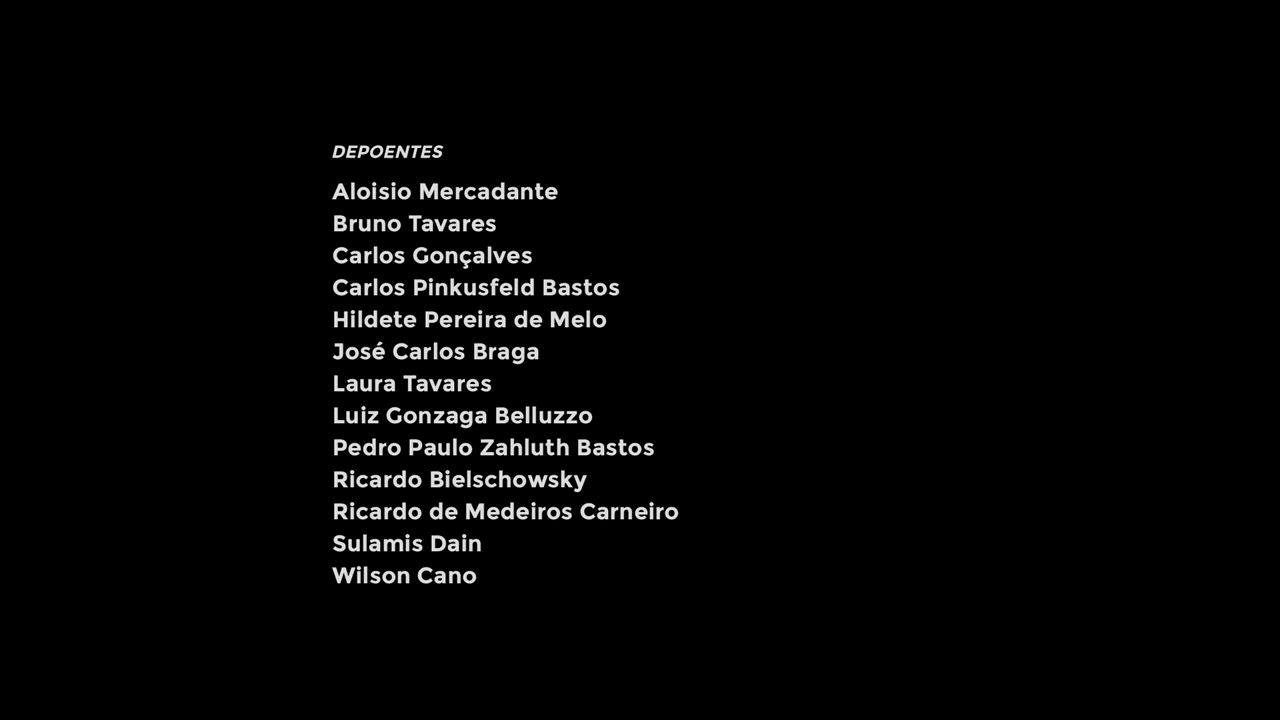 DEPOENTES
Aloisio Mercadante
Bruno Tavares
Carlos Gonçalves
Carlos Pinkusfeld Bastos
Hildete Pereira de Melo
José Carlos Braga
Laura Tavares
Luiz Gonzaga Belluzzo
Pedro Paulo Zahluth Bastos
Ricardo Bielschowsky
Ricardo de Medeiros Carneiro
Sulamis Dain
Wilson Cano